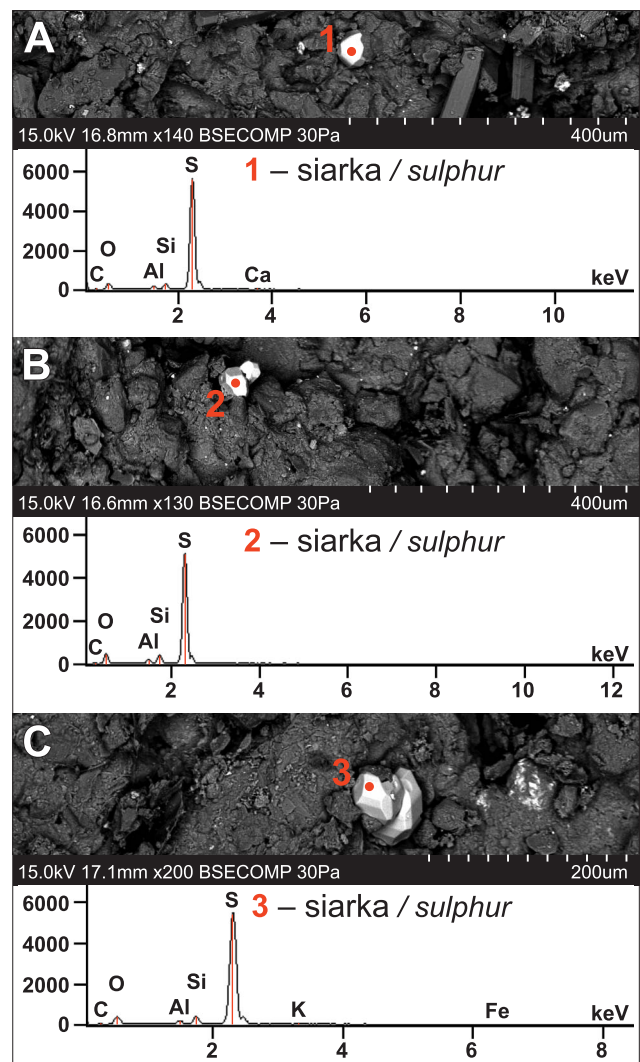 A
1
15.0kV 16.8mm x140 BSECOMP 30Pa 400um
1 – siarka / sulphur
6000
4000
2000
0
C O Al Si S Ca
keV
2 4 6 8 10
B
2
15.0kV 16.6mm x130 BSECOMP 30Pa 400um
2 – siarka / sulphur
6000
4000
2000
0
C O Al Si S
keV
2 4 6 8 10 12
C
3
15.0kV 17.1mm x200 BSECOMP 30Pa 200um
3 – siarka / sulphur
6000
4000
2000
0
C O Al Si S K Fe
keV
2 4 6 8